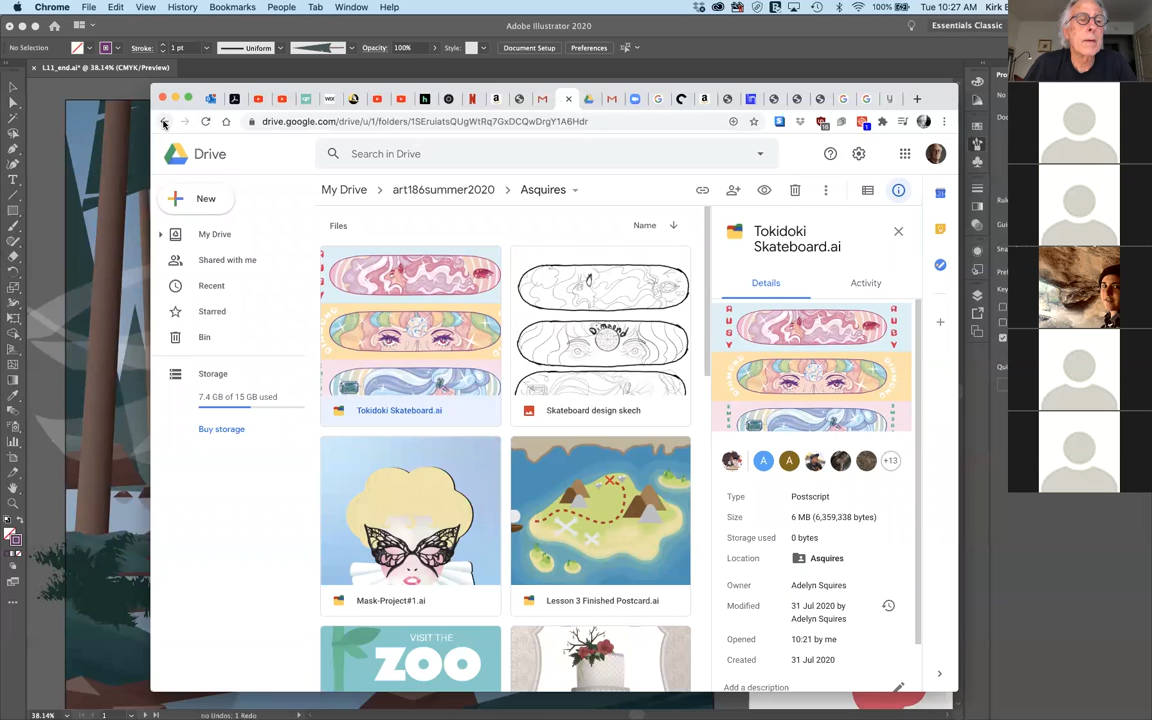 Chrome File Edit View History Bookmarks People Tab Window Help
100% Tue 10:27 AM Kirk
Adobe Illustrator 2020
Essentials Classic
No Selection Stroke: 1 pt Uniform Opacity: 100% Style: Document Setup Preferences
L11_end.ai* @ 38.14% (CMYK/Preview)
drive.google.com/drive/u/1/folders/1SEruiatsQUgWtRq7GxDCQwDrgY1A6Hdr
Drive
Search in Drive
New
My Drive
Shared with me
Recent
Starred
Bin
Storage
7.4 GB of 15 GB used
Buy storage
My Drive > art186summer2020 > Asquires
Files
Name
Tokidoki Skateboard.ai
Skateboard design skech
Mask-Project#1.ai
Lesson 3 Finished Postcard.ai
VISIT THE
ZOO
Tokidoki
Skateboard.ai
Details
Activity
RUBY
DIAMOND
A
A
+13
Type Postscript
Size 6 MB (6,359,338 bytes)
Storage used 0 bytes
Location Asquires
Owner Adelyn Squires
Modified 31 Jul 2020 by
Adelyn Squires
Opened 10:21 by me
Created 31 Jul 2020
Add a description
38.14% 1 no Undos: 1 Redo